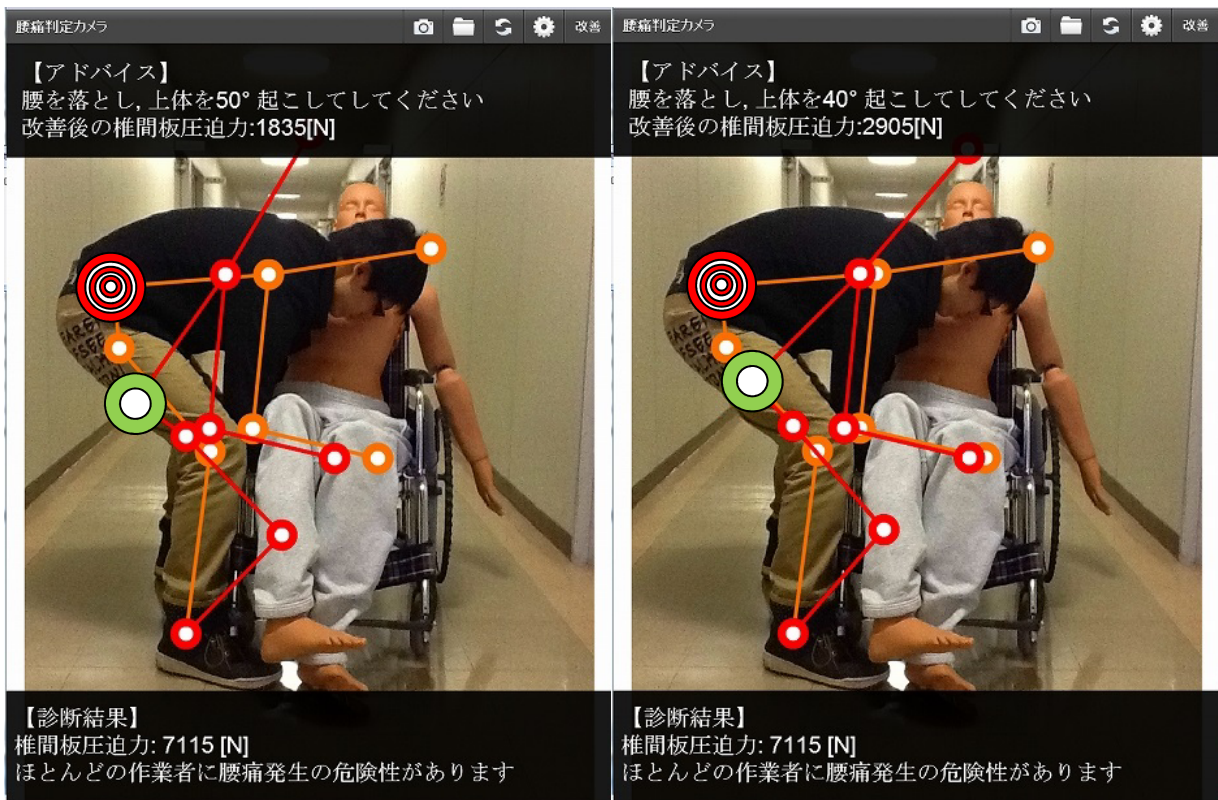 腰痛判定カメラ
改善
【アドバイス】
腰を落とし, 上体を50° 起こしてしてください
改善後の椎間板圧迫力:1835[N]
【診断結果】
椎間板圧迫力: 7115 [N]
ほとんどの作業者に腰痛発生の危険性があります
腰痛判定カメラ
改善
【アドバイス】
腰を落とし, 上体を40° 起こしてしてください
改善後の椎間板圧迫力:2905[N]
【診断結果】
椎間板圧迫力: 7115 [N]
ほとんどの作業者に腰痛発生の危険性があります